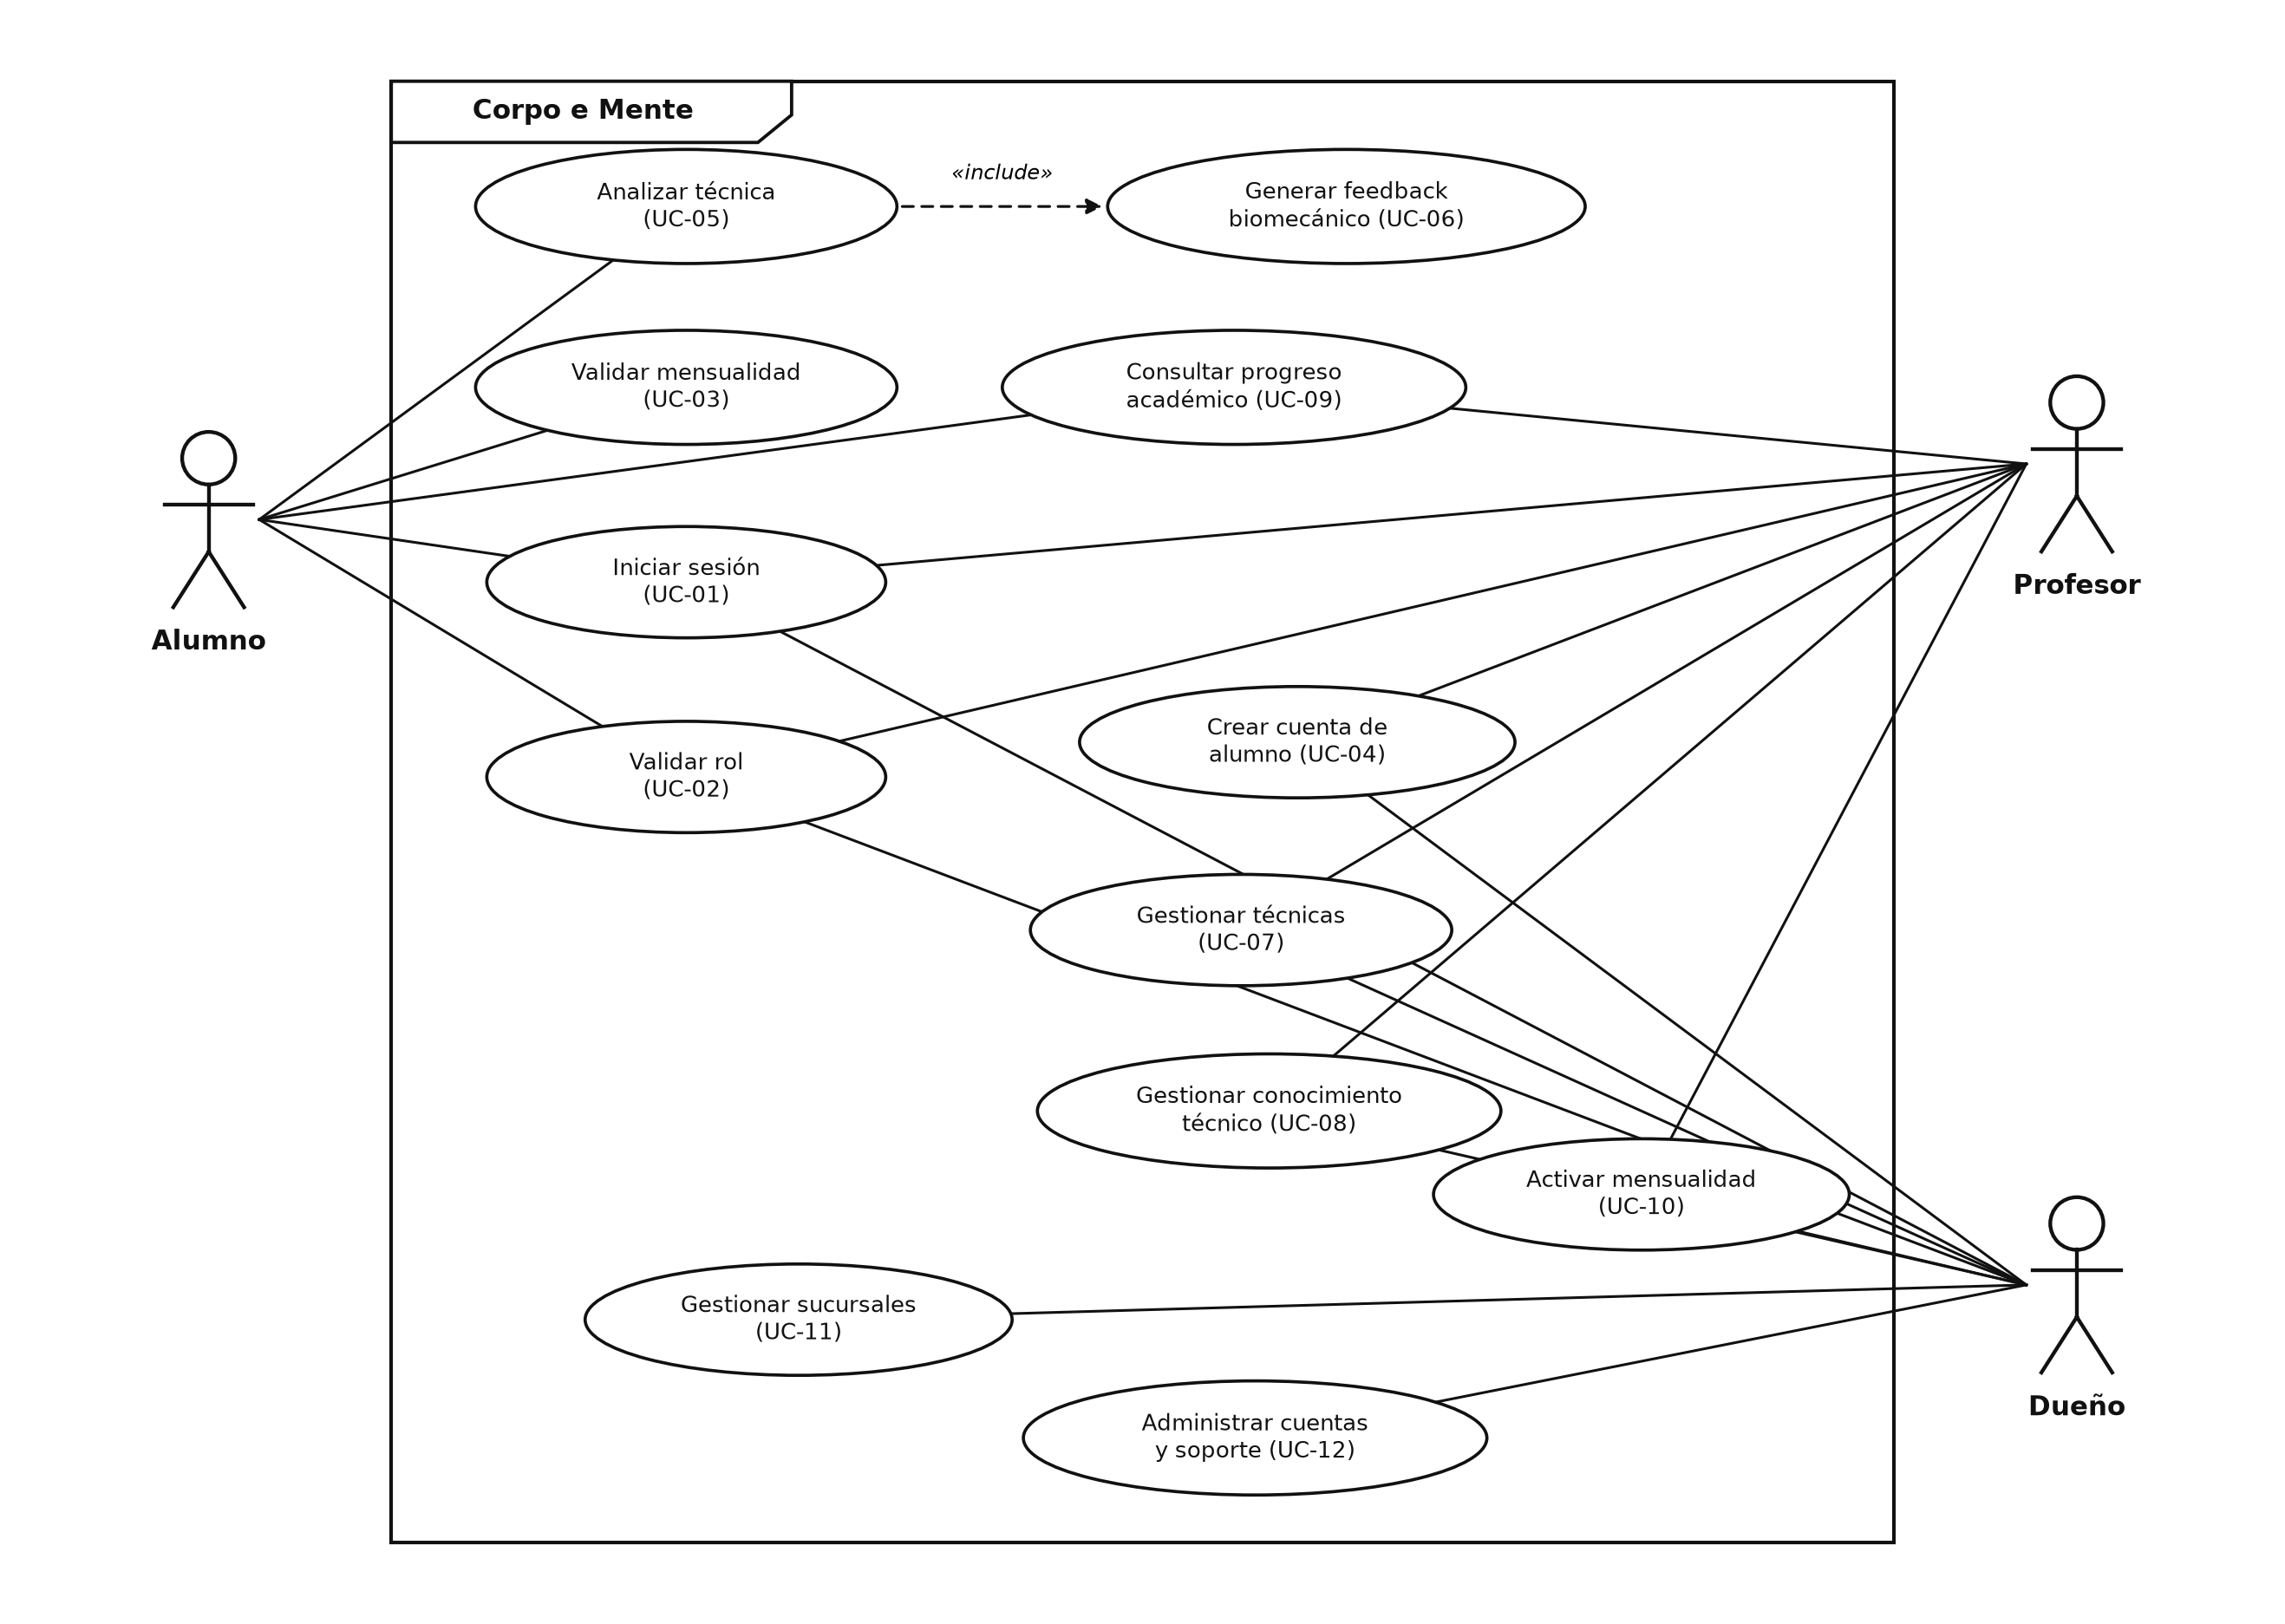 Corpo e Mente
Analizar técnica
(UC-05)
«include»
Generar feedback
biomecánico (UC-06)
Validar mensualidad
(UC-03)
Consultar progreso
académico (UC-09)
Alumno
Profesor
Iniciar sesión
(UC-01)
Validar rol
(UC-02)
Crear cuenta de
alumno (UC-04)
Gestionar técnicas
(UC-07)
Gestionar conocimiento
técnico (UC-08)
Activar mensualidad
(UC-10)
Gestionar sucursales
(UC-11)
Dueño
Administrar cuentas
y soporte (UC-12)